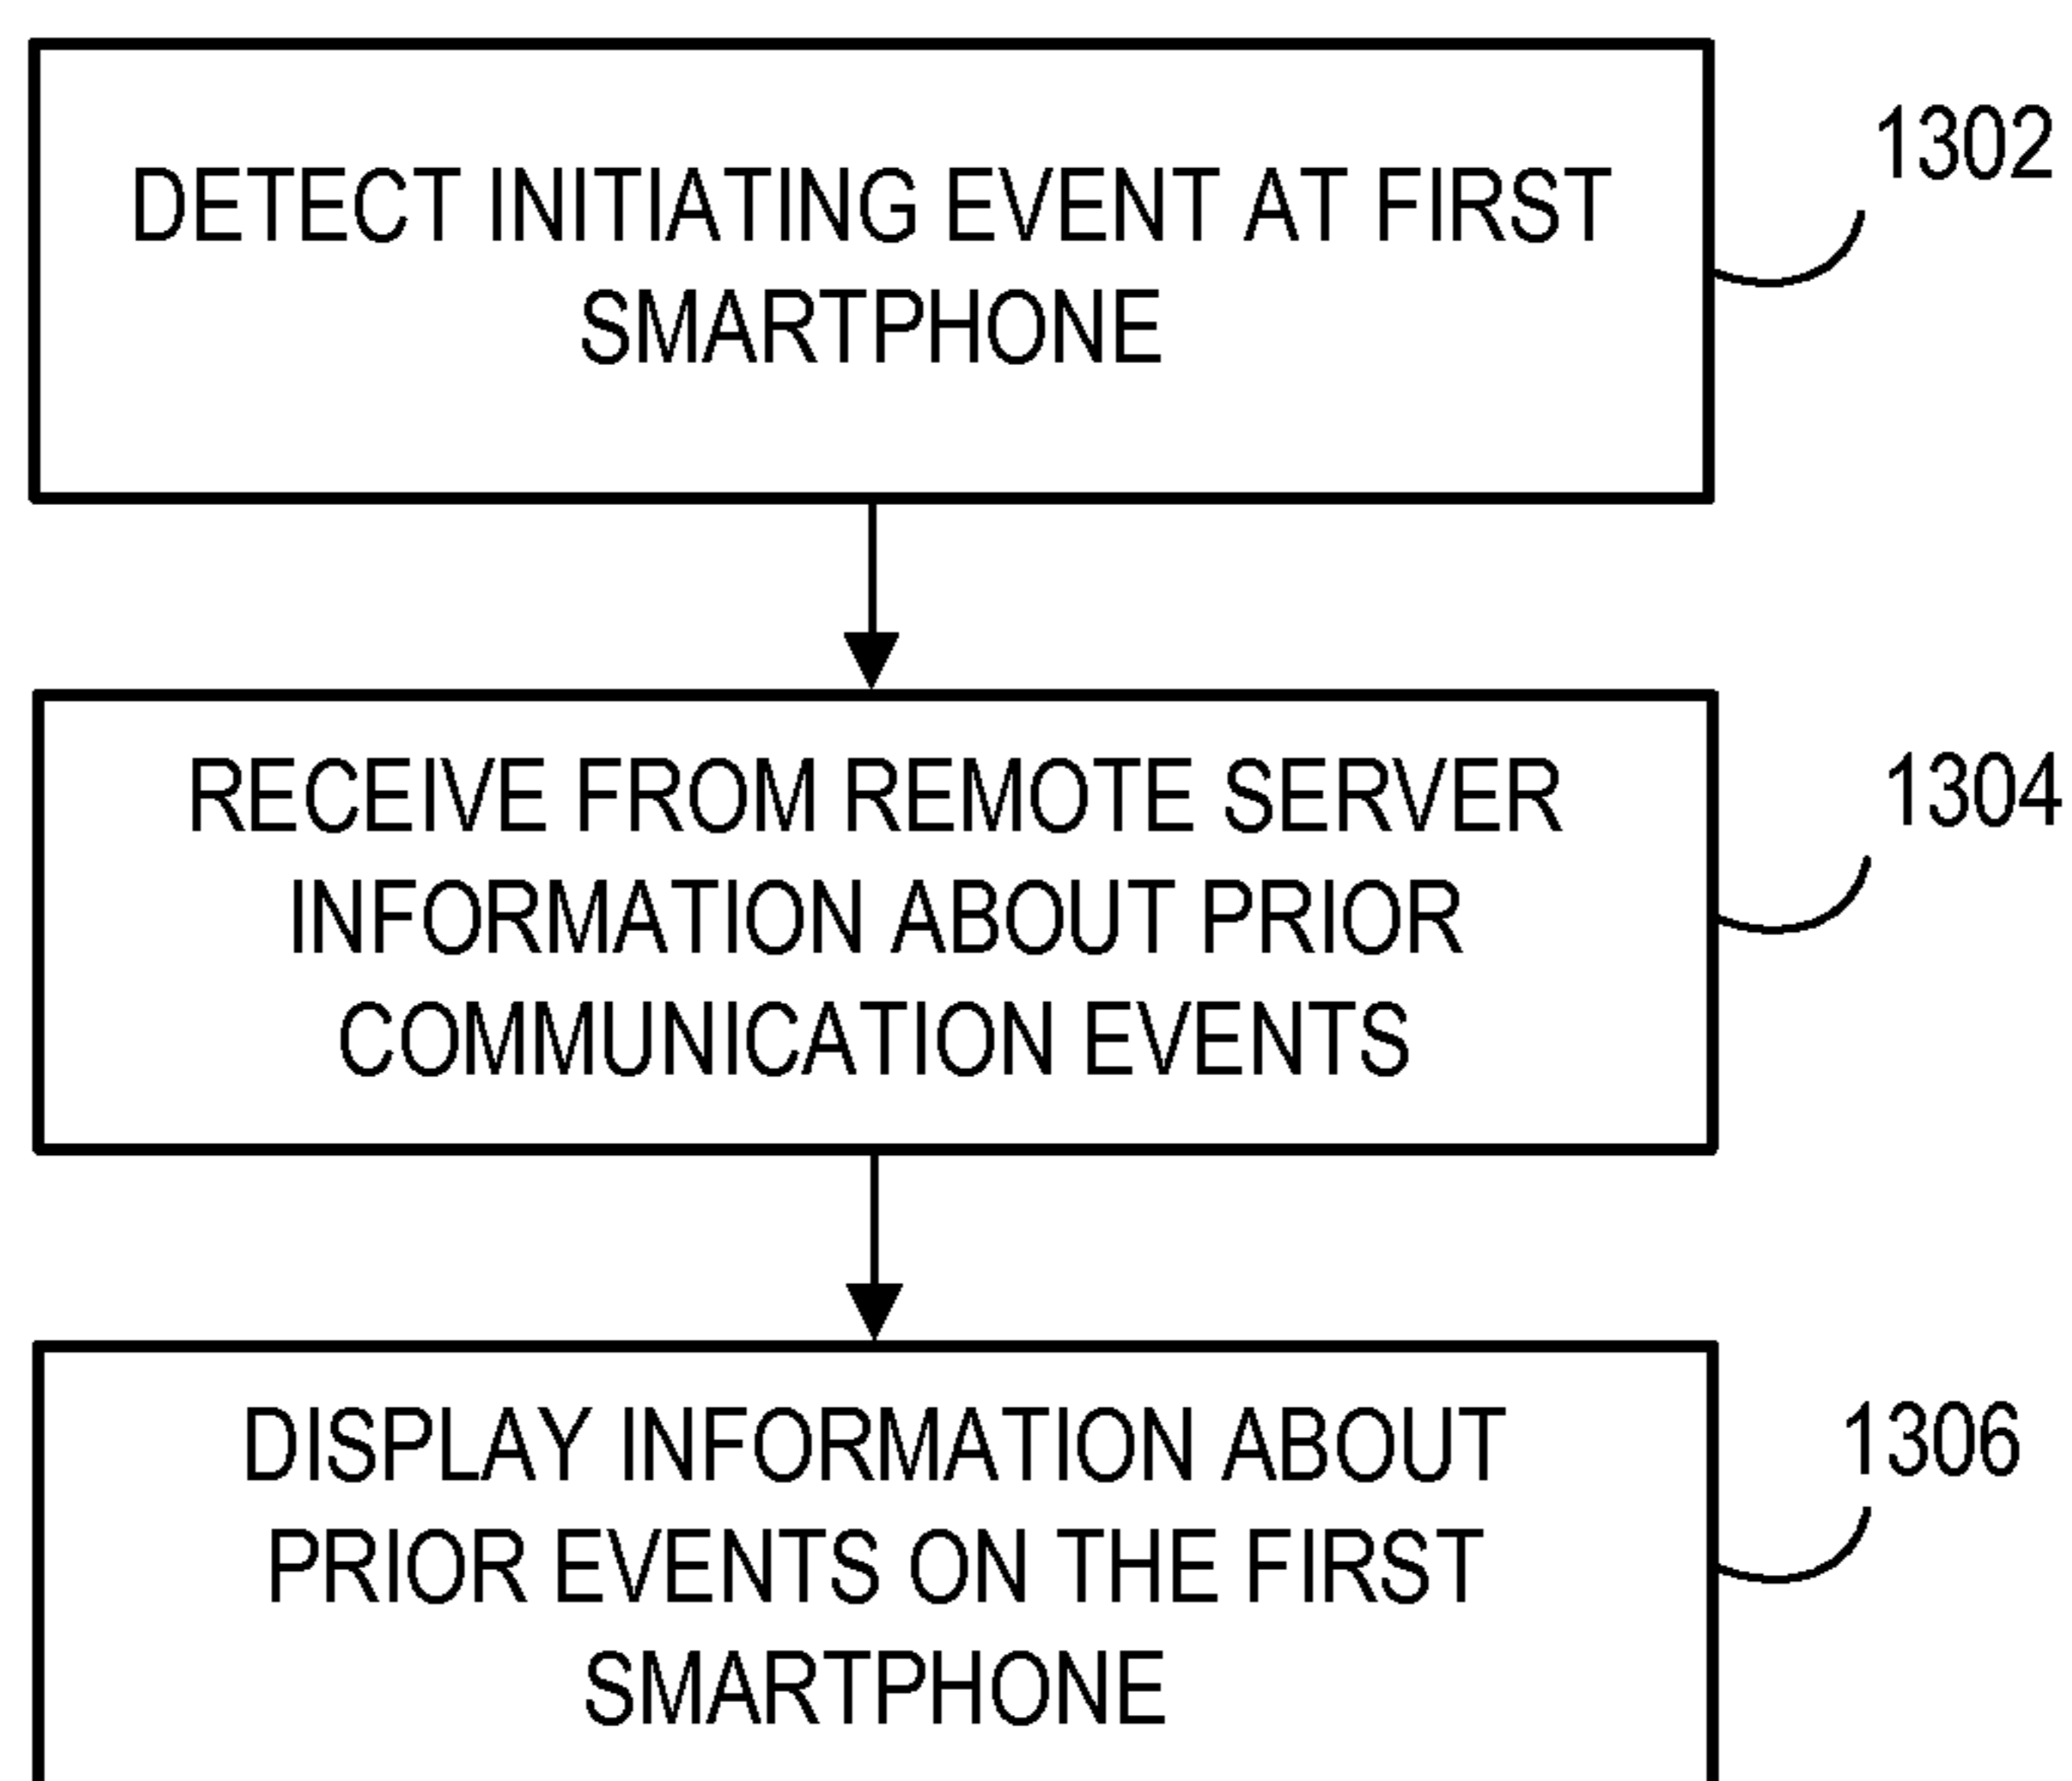 DETECT INITIATING EVENT AT FIRST
SMARTPHONE
1302
RECEIVE FROM REMOTE SERVER
INFORMATION ABOUT PRIOR
COMMUNICATION EVENTS
1304
DISPLAY INFORMATION ABOUT
PRIOR EVENTS ON THE FIRST
SMARTPHONE
1306